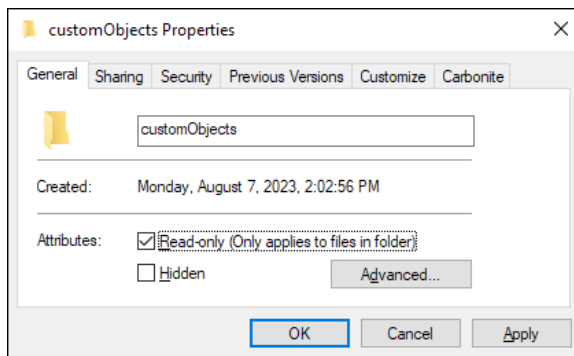 customObjects Properties
General Sharing Security Previous Versions Customize Carbonite
customObjects
Created: Monday, August 7, 2023, 2:02:56 PM
Attributes: Read-only (Only applies to files in folder)
Hidden Advanced...
OK Cancel Apply